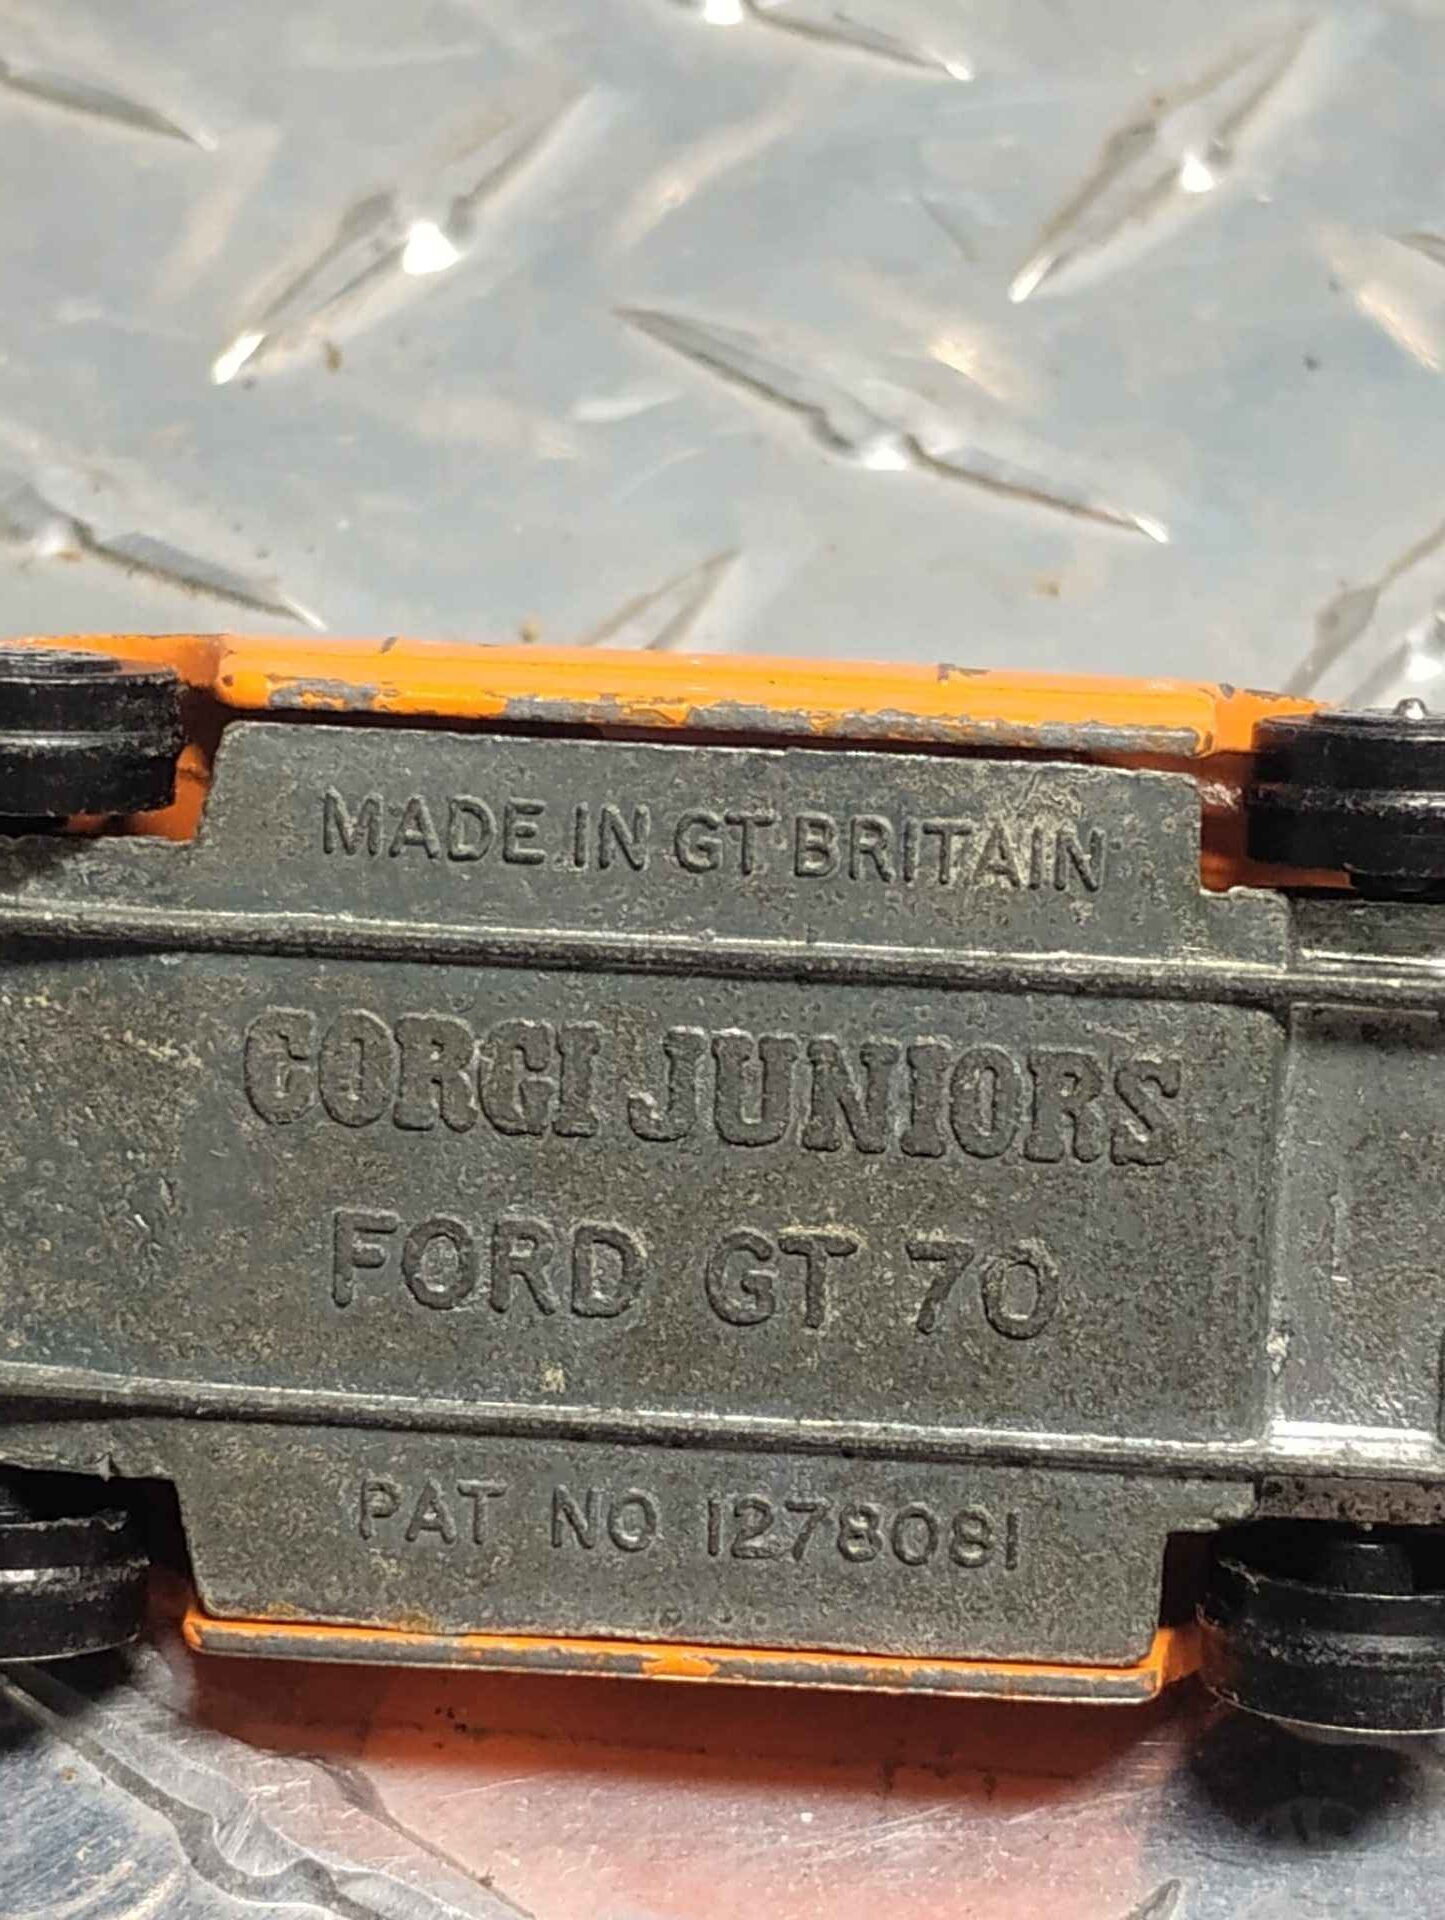 MADE IN GT BRITAIN
CORGI JUNIORS
FORD GT 70
PAT NO 1278081